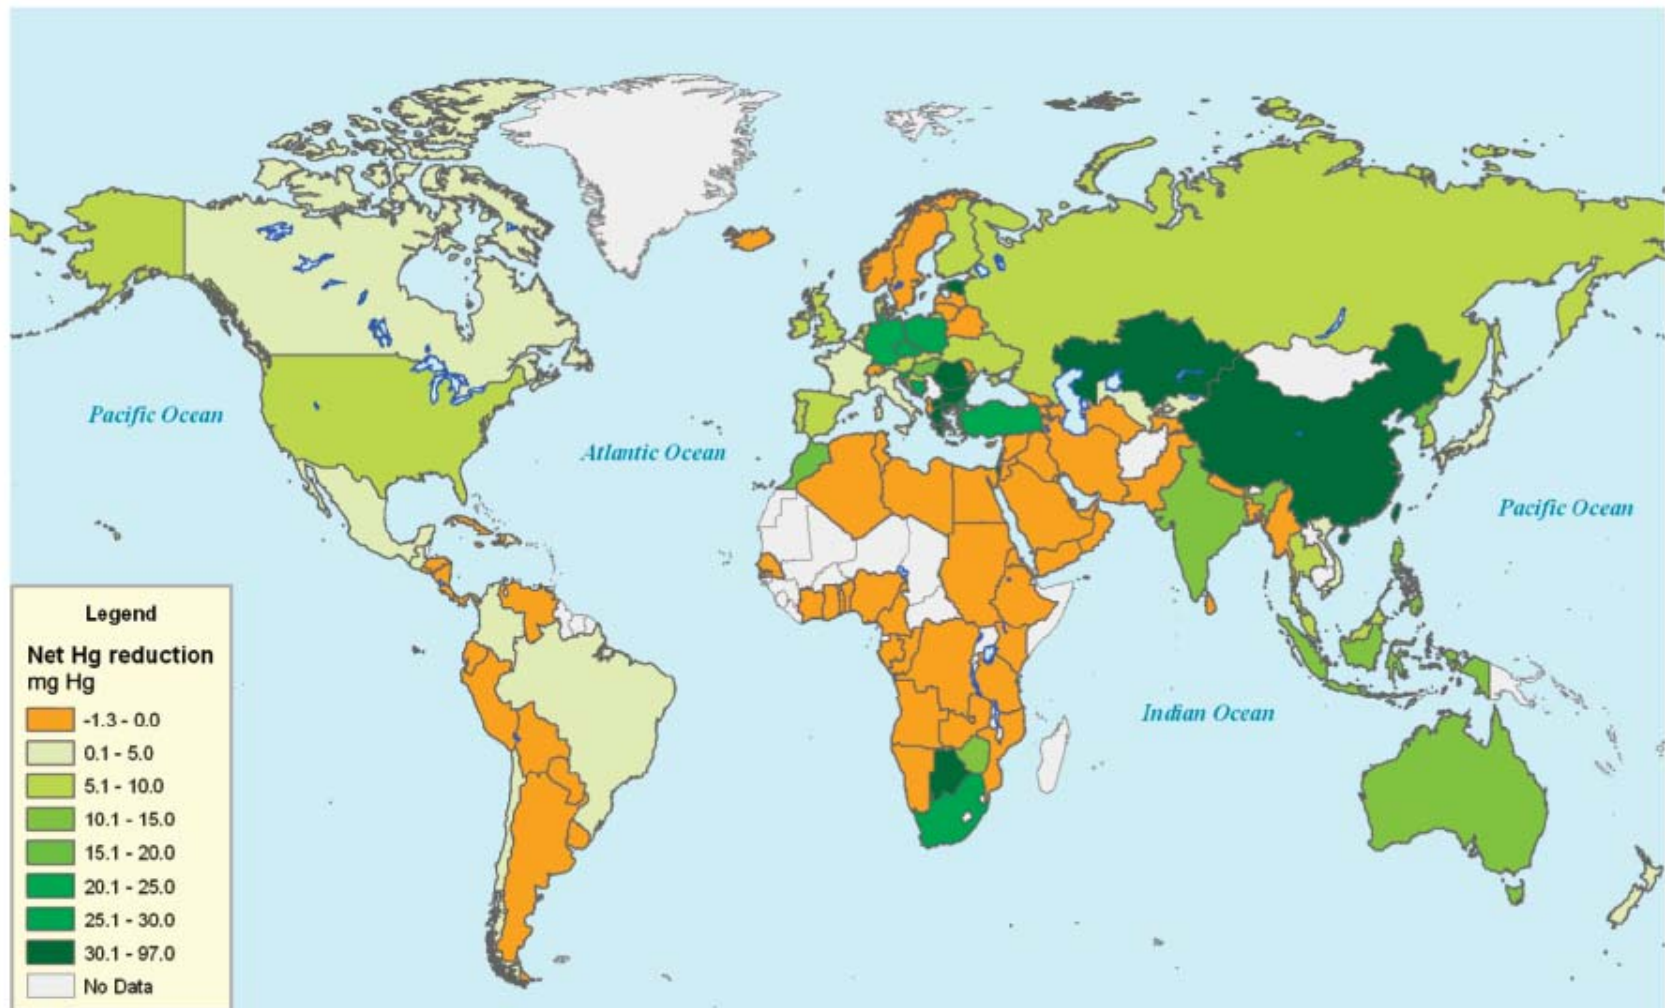 Pacific Ocean
Atlantic Ocean
Pacific Ocean
Indian Ocean
Legend
Net Hg reduction
mg Hg
-1.3 - 0.0
0.1 - 5.0
5.1 - 10.0
10.1 - 15.0
15.1 - 20.0
20.1 - 25.0
25.1 - 30.0
30.1 - 97.0
No Data